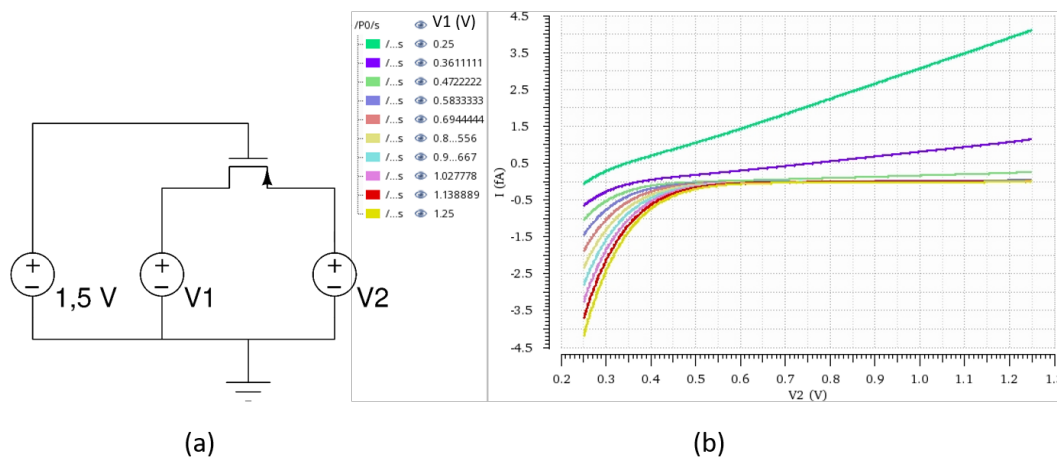 1,5 V
V1
V2
(a)
/P0/s V1 (V)
/...s 0.25
/...s 0.3611111
/...s 0.4722222
/...s 0.5833333
/...s 0.6944444
/...s 0.8...556
/...s 0.9...667
/...s 1.027778
/...s 1.138889
/...s 1.25
I (fA)
4.5
3.5
2.5
1.5
0.5
-0.5
-1.5
-2.5
-3.5
-4.5
0.2 0.3 0.4 0.5 0.6 0.7 0.8 0.9 1.0 1.1 1.2
V2 (V)
(b)